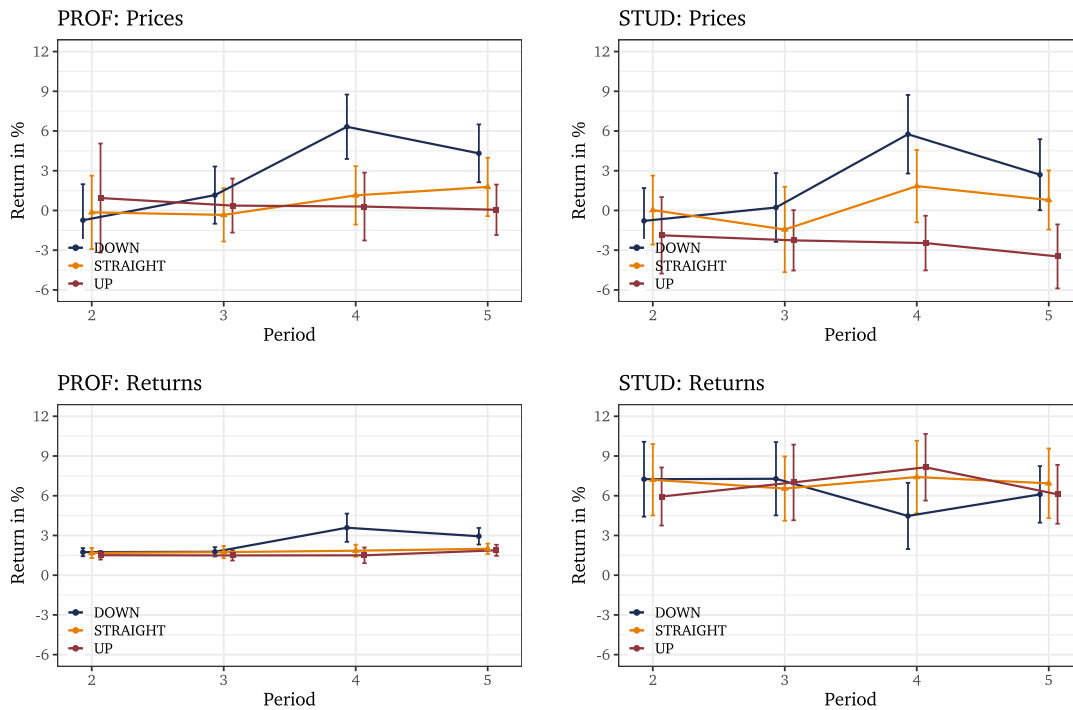 PROF: Prices
Return in %
12
9
6
3
0
-3
-6
DOWN
STRAIGHT
UP
2 3 4 5
Period
STUD: Prices
Return in %
12
9
6
3
0
-3
-6
DOWN
STRAIGHT
UP
2 3 4 5
Period
PROF: Returns
Return in %
12
9
6
3
0
-3
-6
DOWN
STRAIGHT
UP
2 3 4 5
Period
STUD: Returns
Return in %
12
9
6
3
0
-3
-6
DOWN
STRAIGHT
UP
2 3 4 5
Period